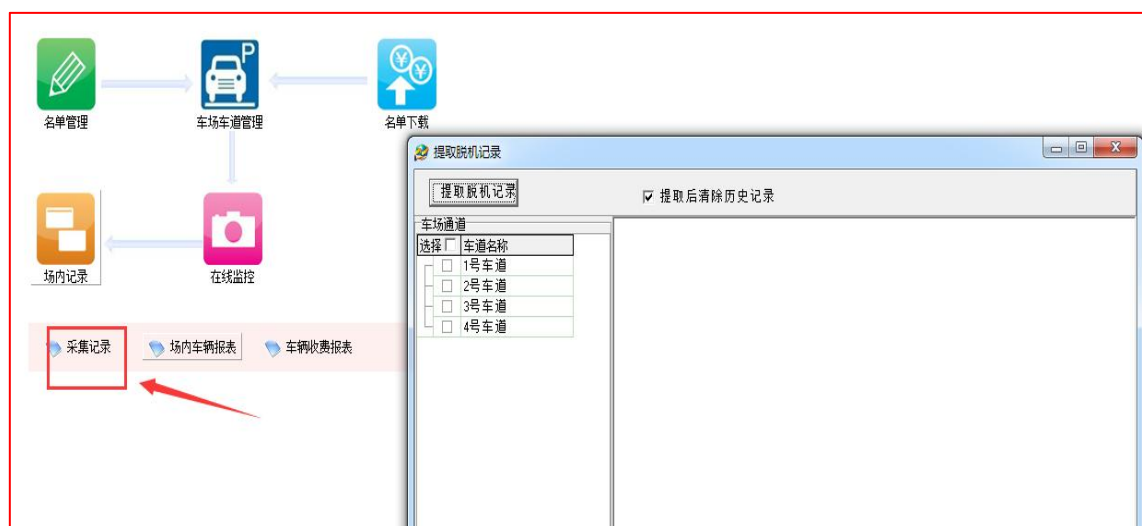 名单管理
车场车道管理
名单下载
P
¥
¥
场内记录
在线监控
采集记录
场内车辆报表
车辆收费报表
提取脱机记录
提取脱机记录
提取后清除历史记录
车场通道
选择 车道名称
1号车道
2号车道
3号车道
4号车道